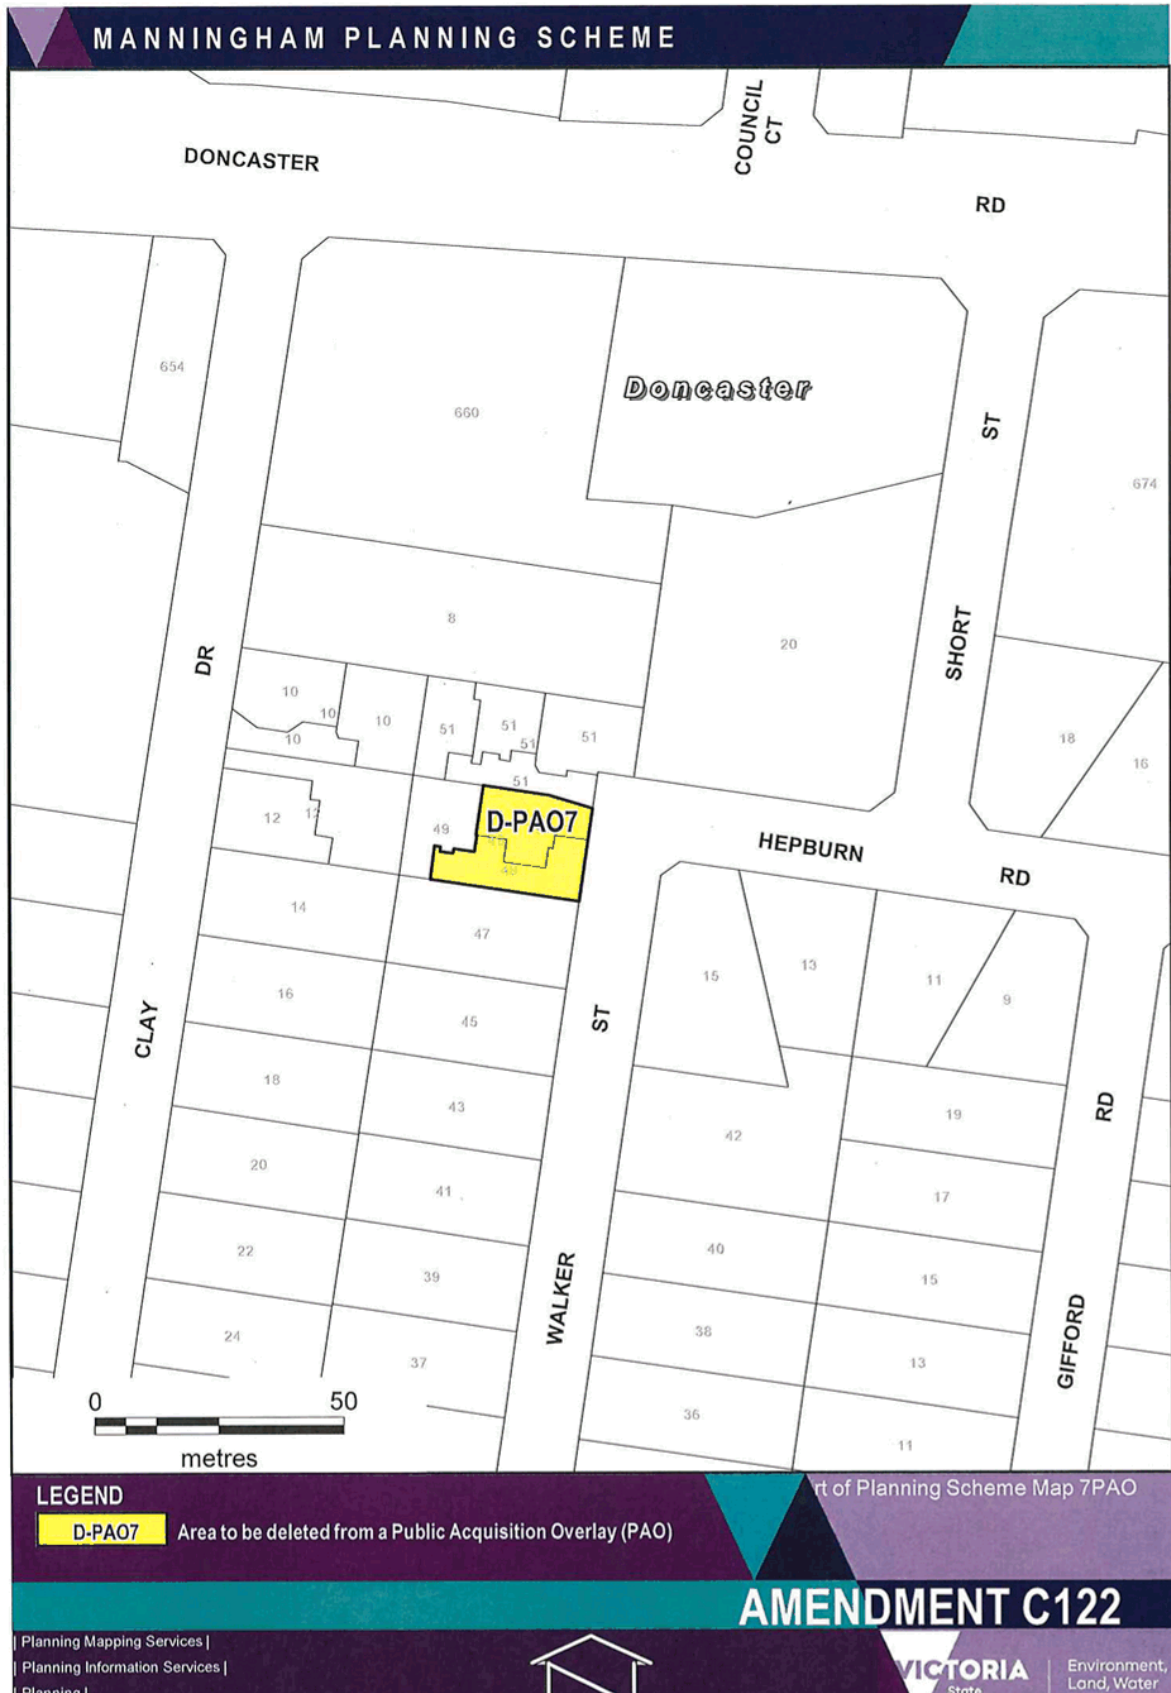 MANNINGHAM PLANNING SCHEME
DONCASTER
COUNCIL
CT
RD
654
660
Doncaster
ST
674
8
20
DR
SHORT
10
10
10
10
51
51
51
51
51
18
16
12
12
49
D-PAO7
49
HEPBURN
RD
14
47
15
13
11
9
16
45
ST
CLAY
18
43
42
19
RD
20
41
17
22
39
40
15
WALKER
24
37
38
13
GIFFORD
36
11
0 50
metres
LEGEND
rt of Planning Scheme Map 7PAO
D-PAO7 Area to be deleted from a Public Acquisition Overlay (PAO)
AMENDMENT C122
| Planning Mapping Services |
| Planning Information Services |
| Planning |
N
VICTORIA
State
Environment,
Land, Water